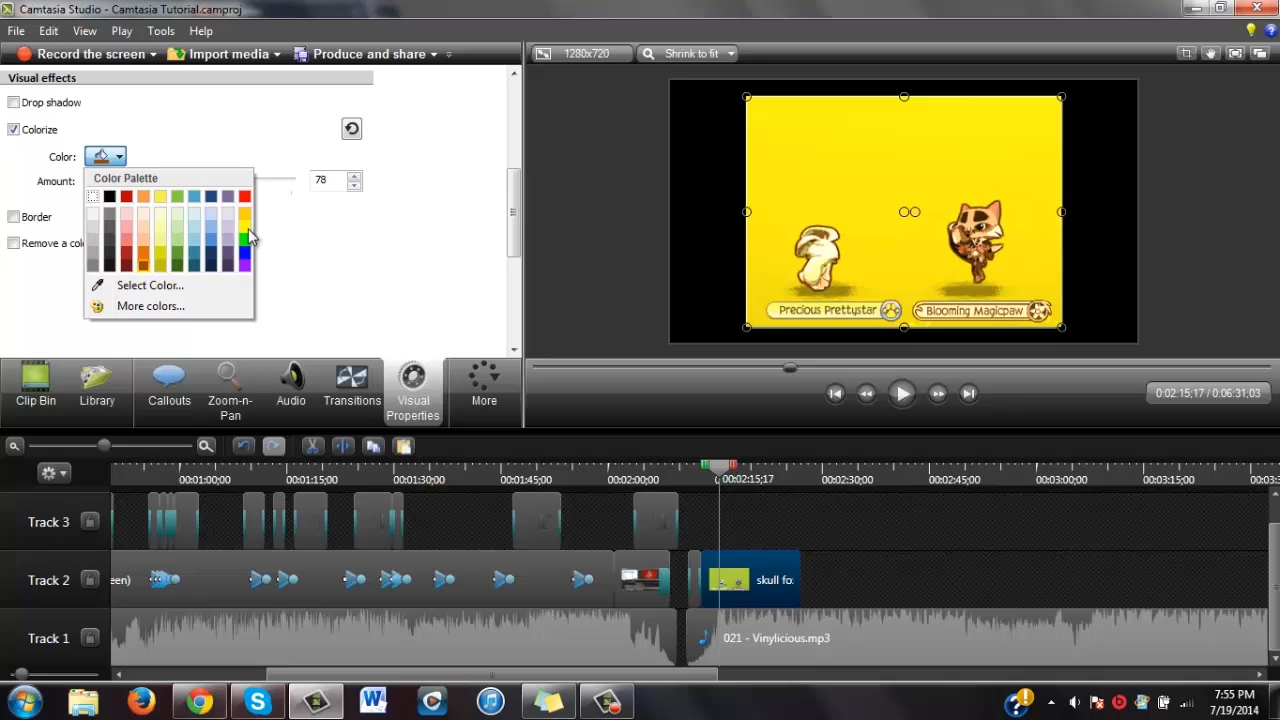 Camtasia Studio - Camtasia Tutorial.camproj
File Edit View Play Tools Help
Record the screen Import media Produce and share 1280x720 Shrink to fit
Visual effects
Drop shadow
Colorize
Color:
Color Palette
Amount: 78
Border
Remove a colo
Select Color...
More colors...
Precious Prettystar Blooming Magicpaw
Clip Bin Library Callouts Zoom-n-Pan Audio Transitions Visual Properties More
0:02:15;17 / 0:06:31;03
00:01:00;00 00:01:15;00 00:01:30;00 00:01:45;00 00:02:00;00 00:02:15;17 00:02:30;00 00:02:45;00 00:03:00;00 00:03:15;00 00:03:3
Track 3
Track 2 een) skull fo
Track 1 021 - Vinylicious.mp3
7:55 PM
7/19/2014